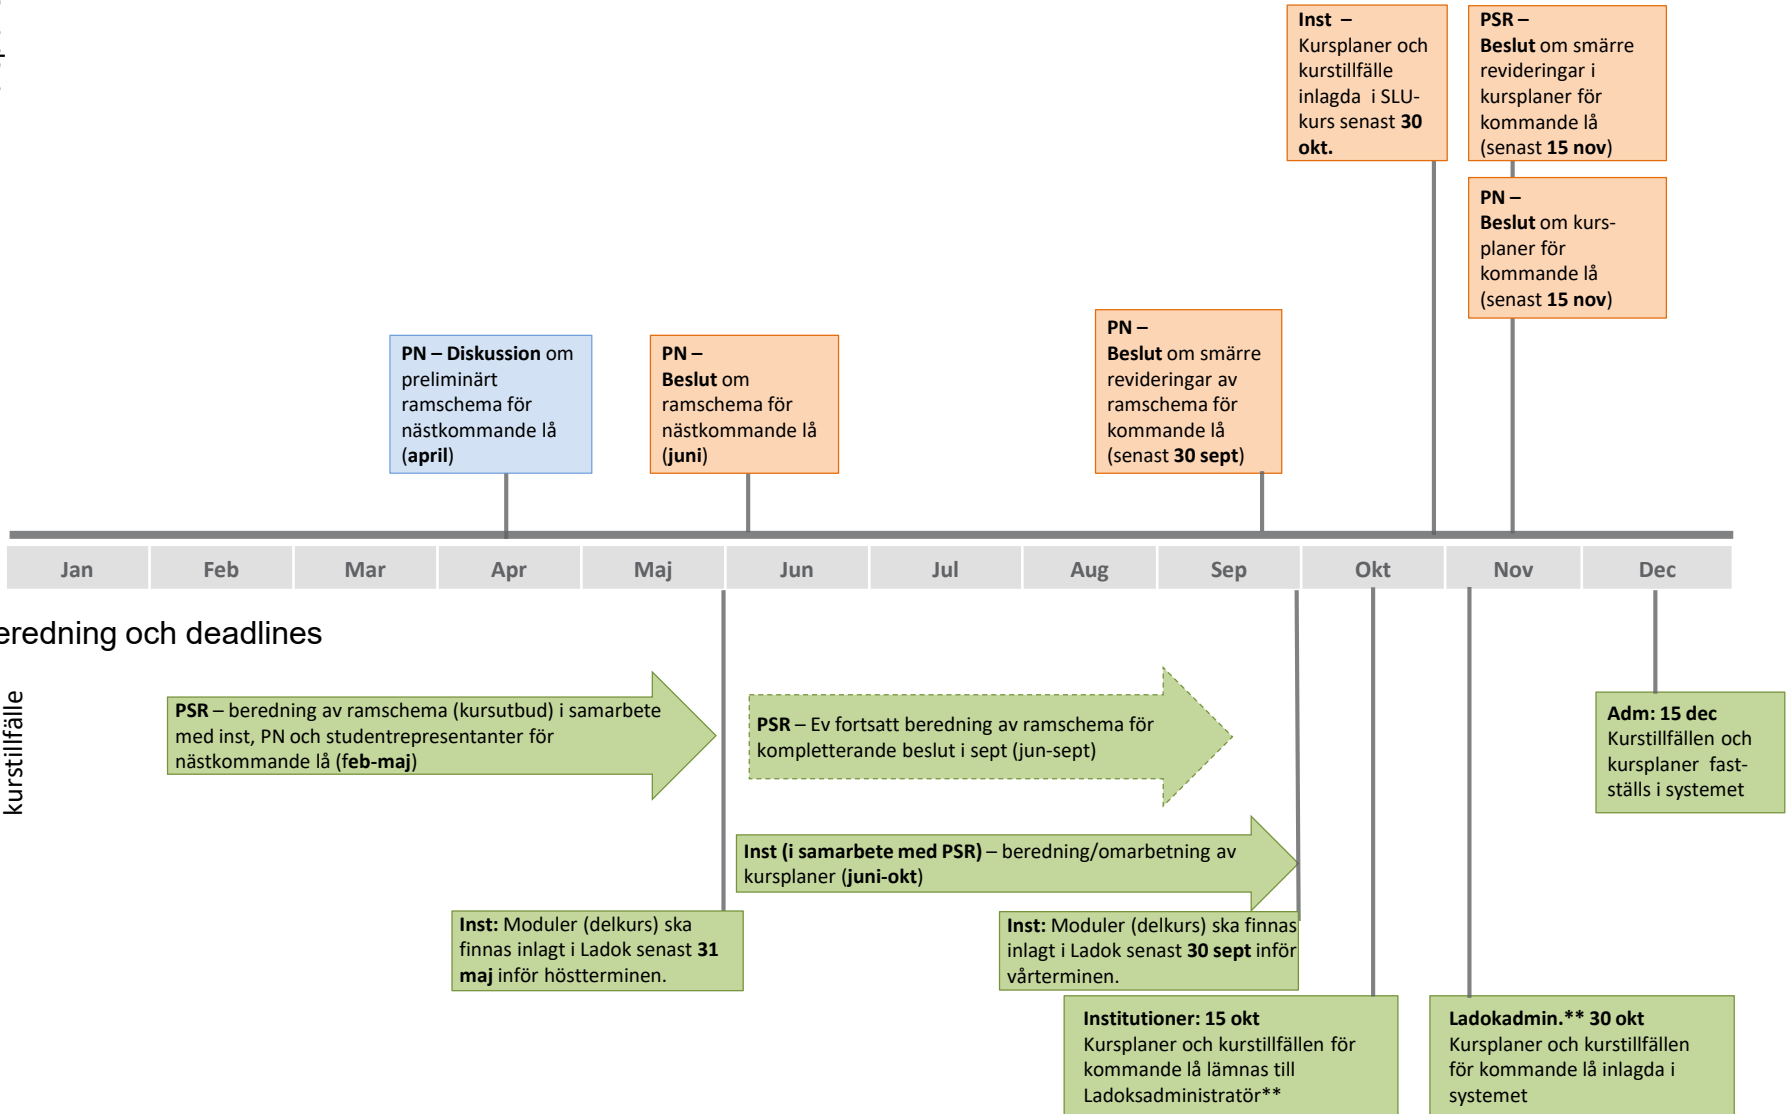 Inst –
Kursplaner och
kurstillfälle
inlagda i SLU-
kurs senast 30
okt.
PSR –
Beslut om smärre
revideringar i
kursplaner för
kommande lå
(senast 15 nov)
PN –
Beslut om kurs-
planer för
kommande lå
(senast 15 nov)
PN – Diskussion om
preliminärt
ramschema för
nästkommande lå
(april)
PN –
Beslut om
ramschema för
nästkommande lå
(juni)
PN –
Beslut om smärre
revideringar av
ramschema för
kommande lå
(senast 30 sept)
Jan Feb Mar Apr Maj Jun Jul Aug Sep Okt Nov Dec
eredning och deadlines
kurstillfälle
PSR – beredning av ramschema (kursutbud) i samarbete
med inst, PN och studentrepresentanter för
nästkommande lå (feb-maj)
PSR – Ev fortsatt beredning av ramschema för
kompletterande beslut i sept (jun-sept)
Adm: 15 dec
Kurstillfällen och
kursplaner fast-
ställs i systemet
Inst (i samarbete med PSR) – beredning/omarbetning av
kursplaner (juni-okt)
Inst: Moduler (delkurs) ska
finnas inlagt i Ladok senast 31
maj inför höstterminen.
Inst: Moduler (delkurs) ska finnas
inlagt i Ladok senast 30 sept inför
vårterminen.
Institutioner: 15 okt
Kursplaner och kurstillfällen för
kommande lå lämnas till
Ladoksadministratör**
Ladokadmin.** 30 okt
Kursplaner och kurstillfällen
för kommande lå inlagda i
systemet